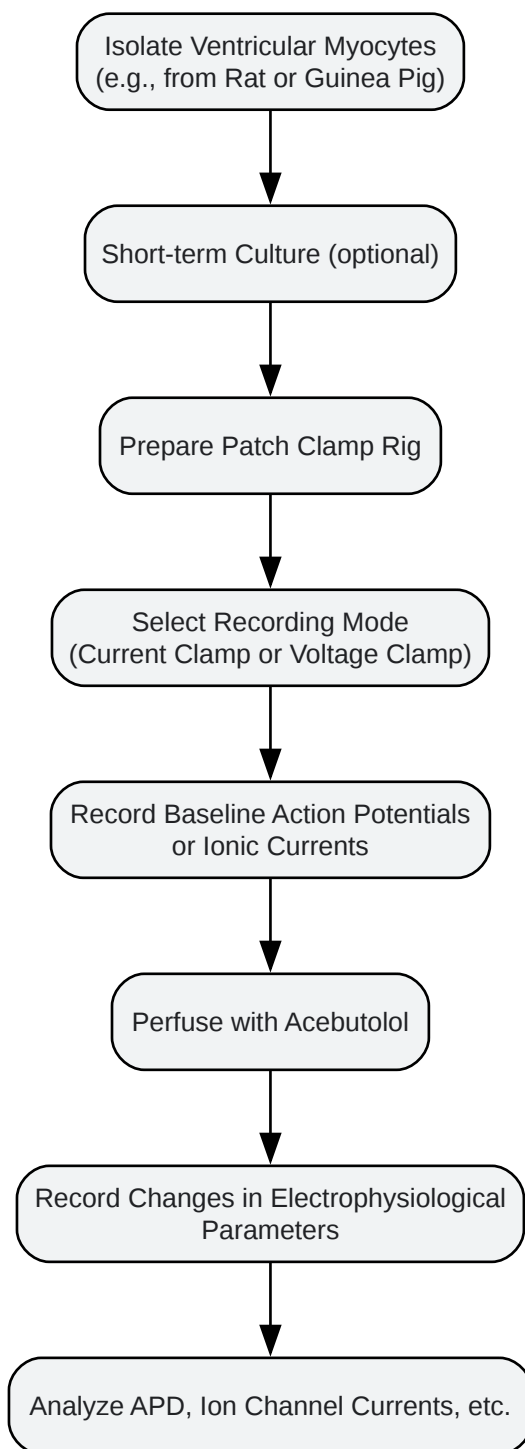 Isolate Ventricular Myocytes
(e.g., from Rat or Guinea Pig)
Short-term Culture (optional)
Prepare Patch Clamp Rig
Select Recording Mode
(Current Clamp or Voltage Clamp)
Record Baseline Action Potentials
or Ionic Currents
Perfuse with Acebutolol
Record Changes in Electrophysiological
Parameters
Analyze APD, Ion Channel Currents, etc.